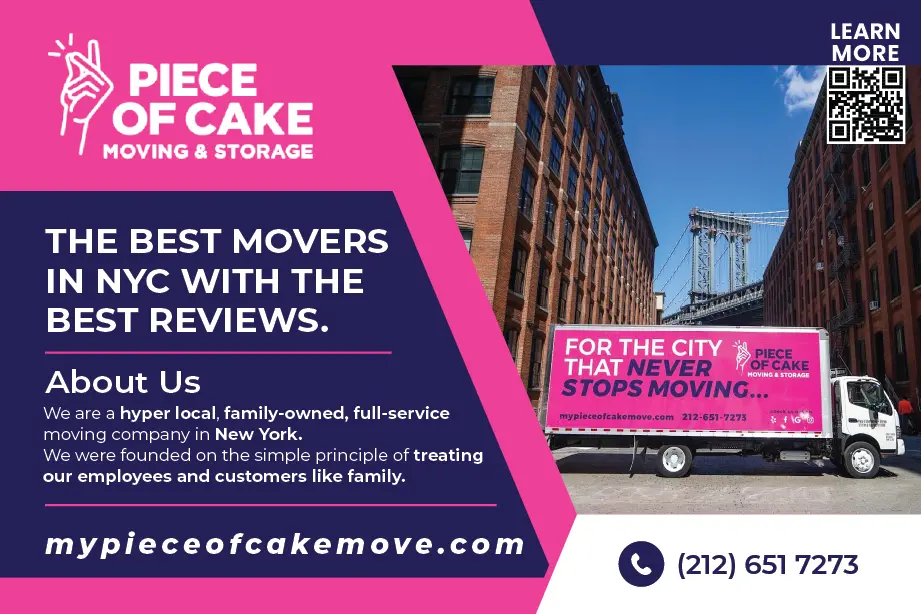 LEARN
MORE
PIECE
OF CAKE
MOVING & STORAGE
THE BEST MOVERS
IN NYC WITH THE
BEST REVIEWS.
About Us
We are a hyper local, family-owned, full-service
moving company in New York.
We were founded on the simple principle of treating
our employees and customers like family.
mypieceofcakemove.com
FOR THE CITY
THAT NEVER
STOPS MOVING...
PIECE
OF CAKE
MOVING & STORAGE
mypieceofcakemove.com 212-651-7273
(212) 651 7273